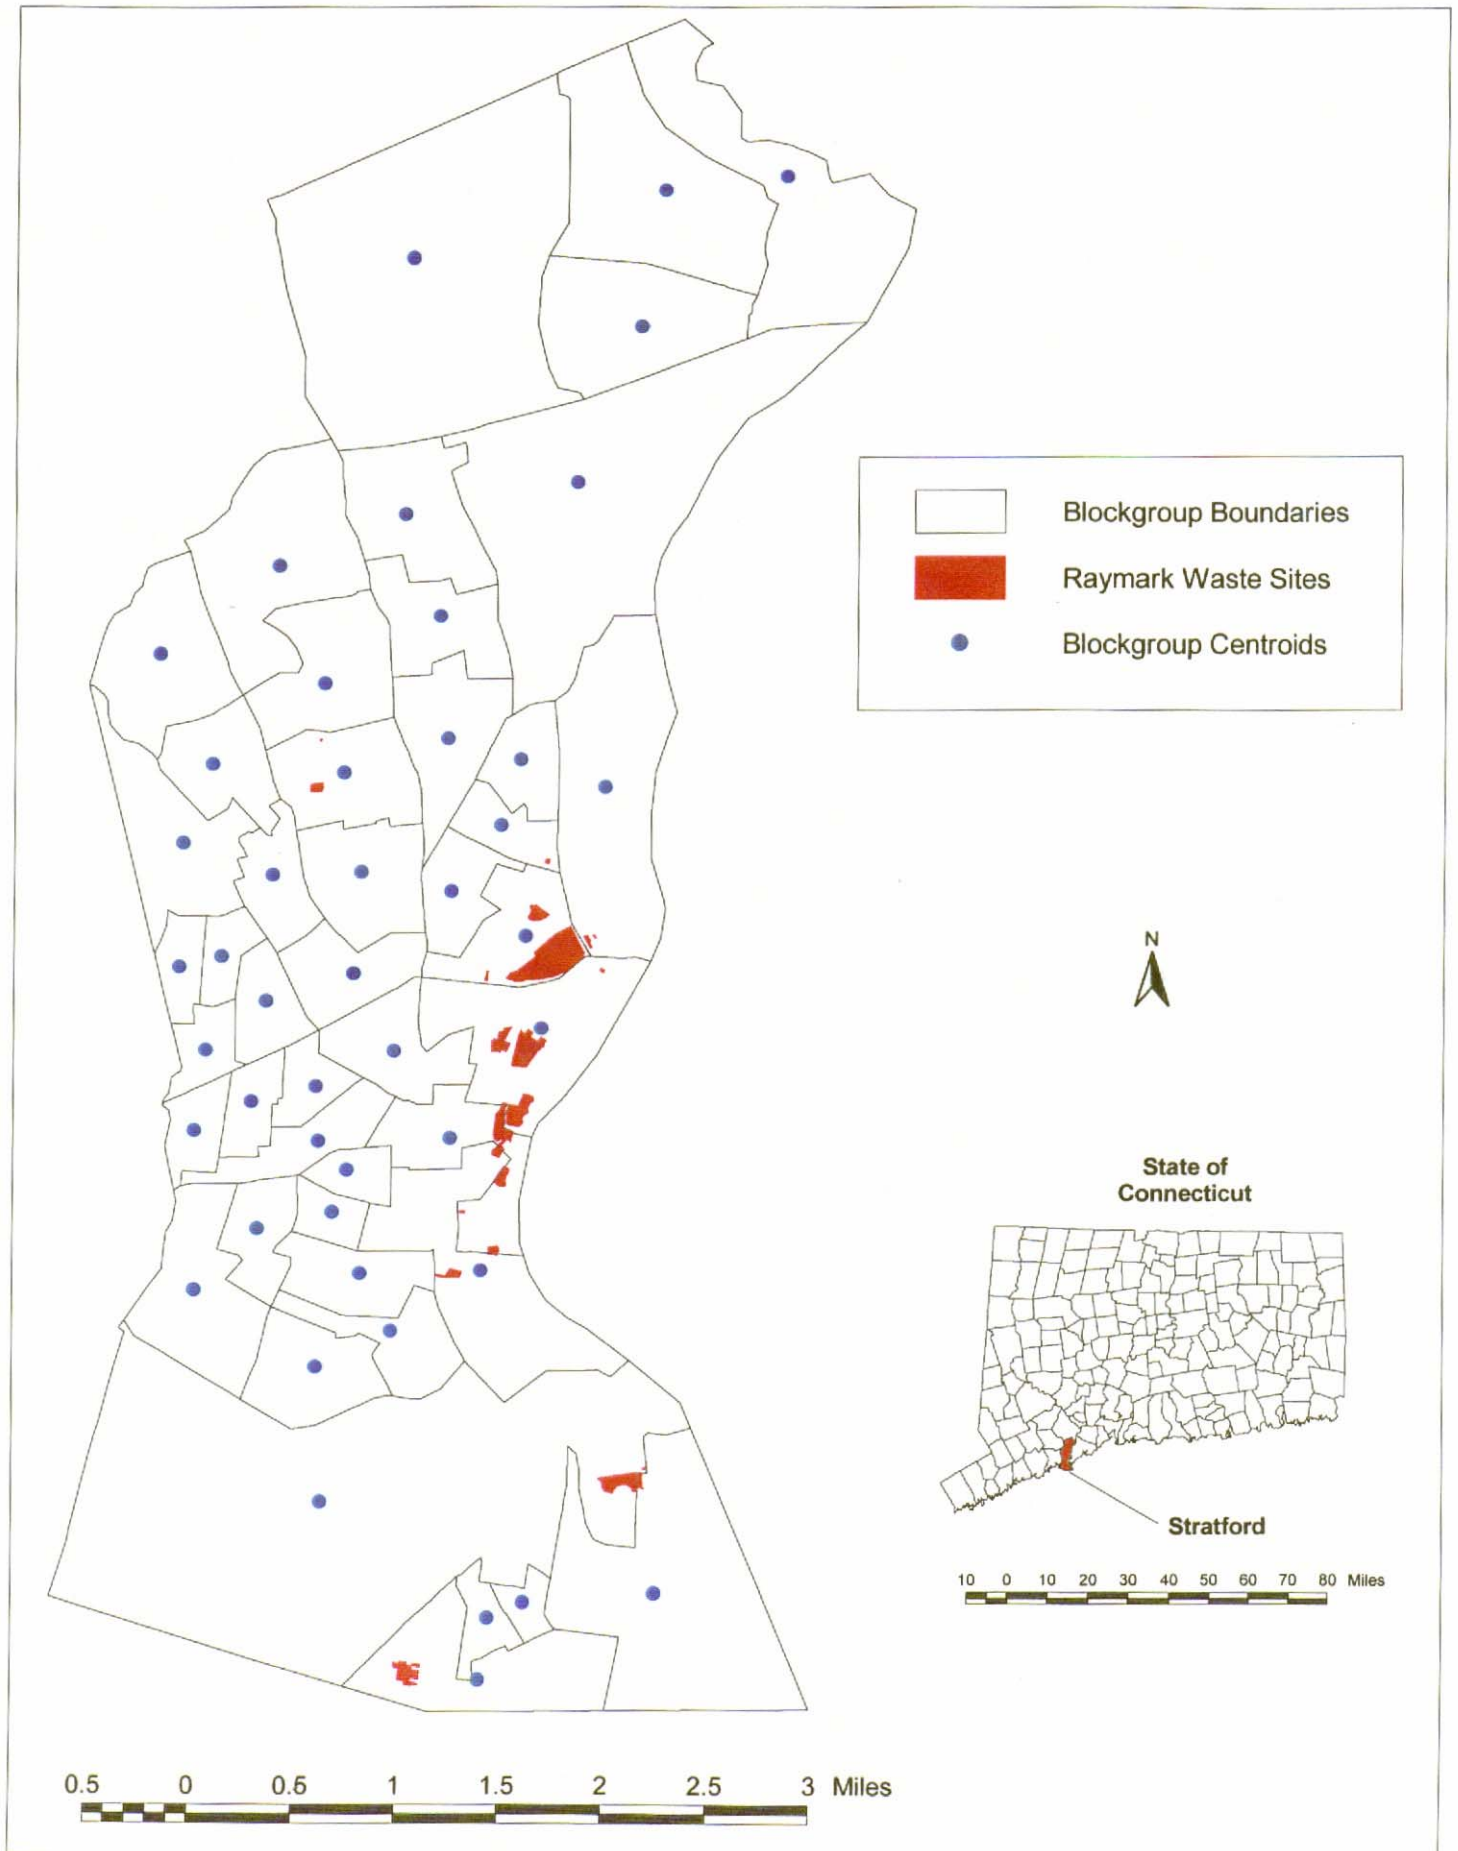 Blockgroup Boundaries
Raymark Waste Sites
Blockgroup Centroids
N
State of
Connecticut
Stratford
10 0 10 20 30 40 50 60 70 80 Miles
0.5 0 0.5 1 1.5 2 2.5 3 Miles